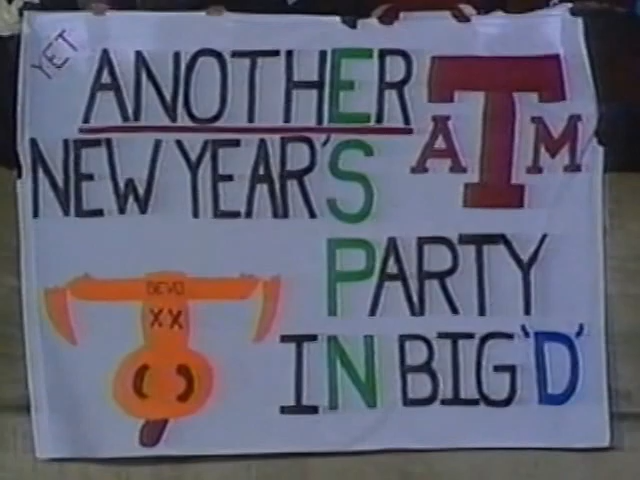 YET
ANOTHER
NEW YEAR'S
ATM
PARTY
BEVO
XX
IN BIG 'D'